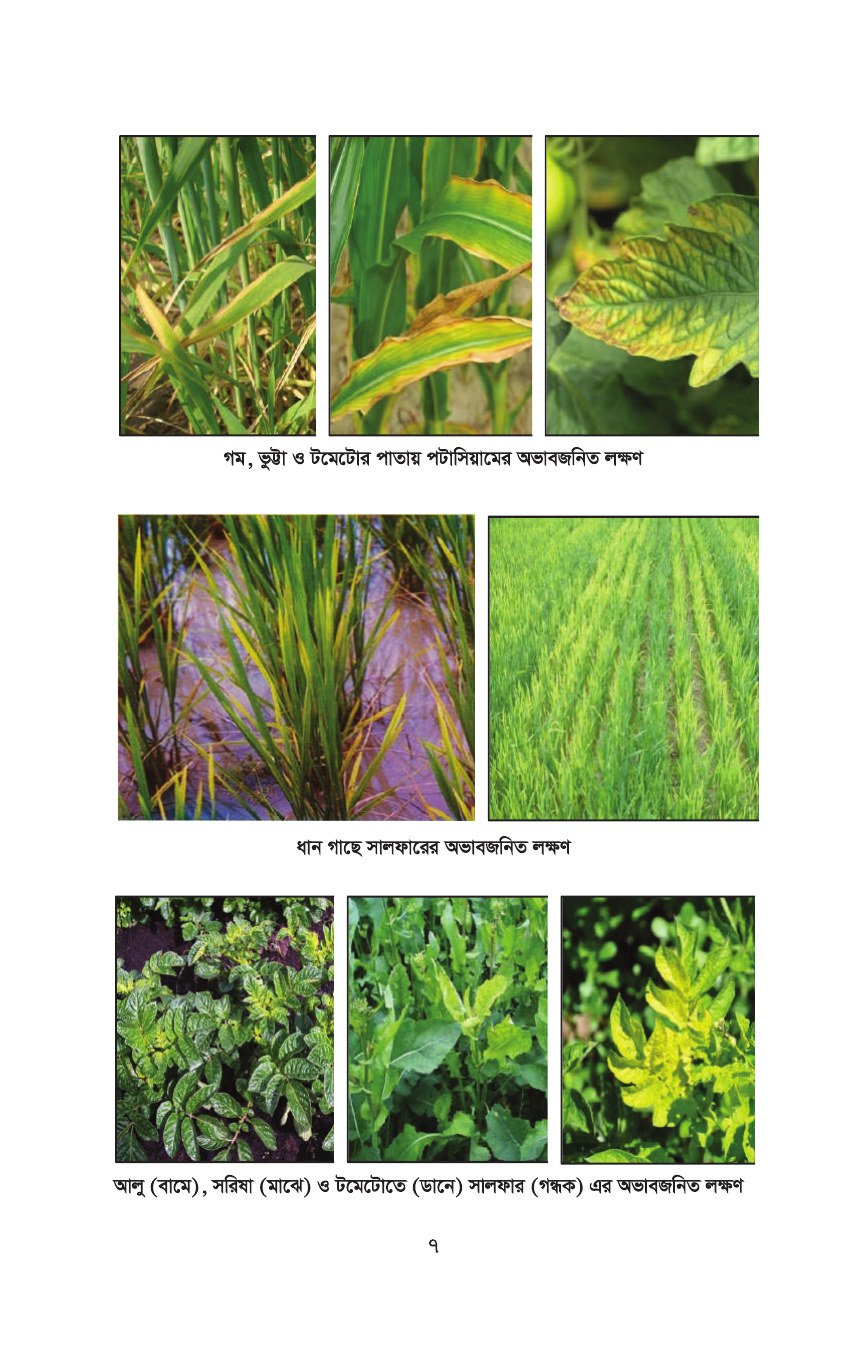 গম, ভুট্টা ও টমেটোর পাতায় পটাসিয়ামের অভাবজনিত লক্ষণ
ধান গাছে সালফারের অভাবজনিত লক্ষণ
আলু (বামে), সরিষা (মাঝে) ও টমেটোতে (ডানে) সালফার (গন্ধক) এর অভাবজনিত লক্ষণ
৭